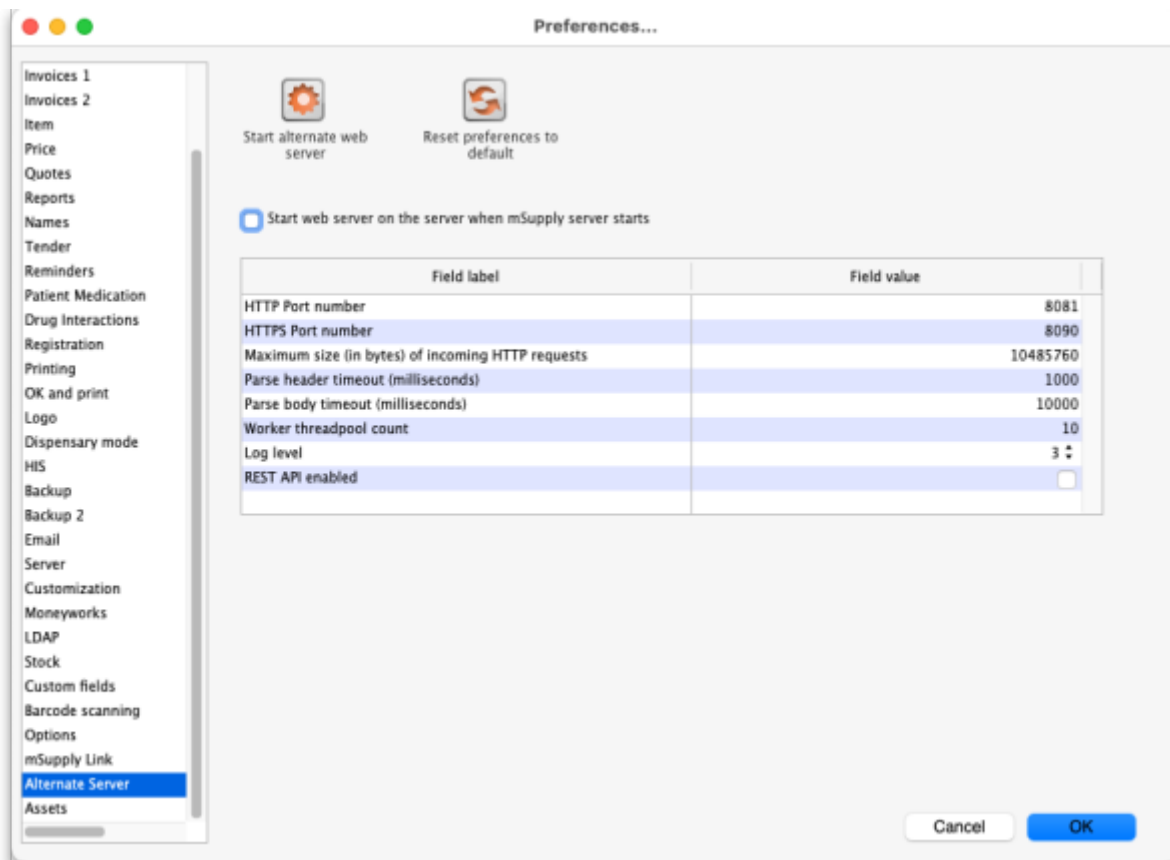 Preferences...
Invoices 1
Invoices 2
Item
Price
Quotes
Reports
Names
Tender
Reminders
Patient Medication
Drug Interactions
Registration
Printing
OK and print
Logo
Dispensary mode
HIS
Backup
Backup 2
Email
Server
Customization
Moneyworks
LDAP
Stock
Custom fields
Barcode scanning
Options
mSupply Link
Alternate Server
Assets
Start alternate web
server
Reset preferences to
default
Start web server on the server when mSupply server starts
Field label Field value
HTTP Port number 8081
HTTPS Port number 8090
Maximum size (in bytes) of incoming HTTP requests 10485760
Parse header timeout (milliseconds) 1000
Parse body timeout (milliseconds) 10000
Worker threadpool count 10
Log level 3
REST API enabled
Cancel OK